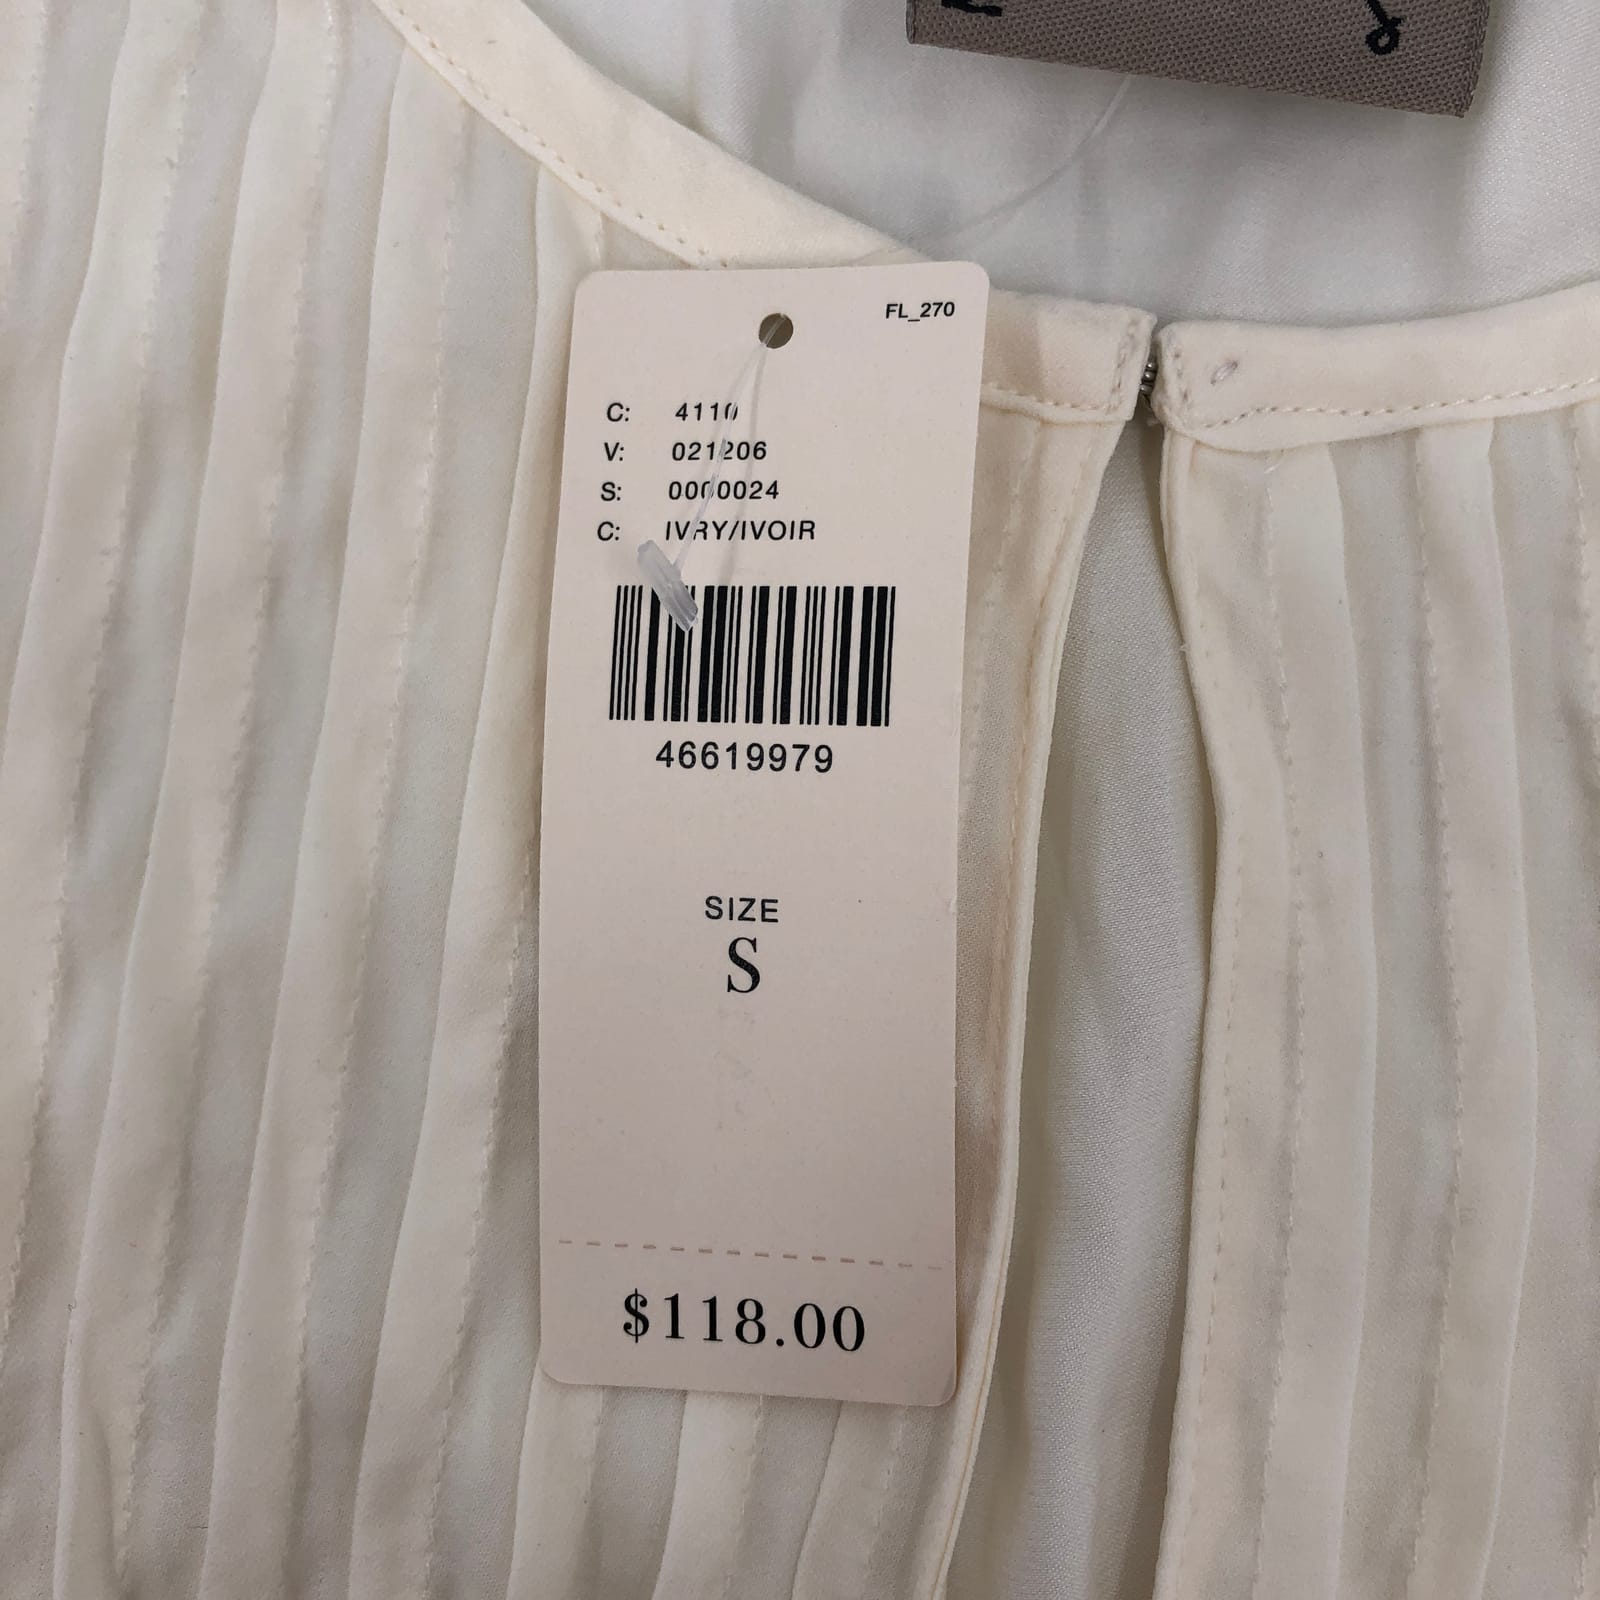 FL_270
C: 4110
V: 021206
S: 0000024
C: IVRY/IVOIR
46619979
SIZE
S
$118.00